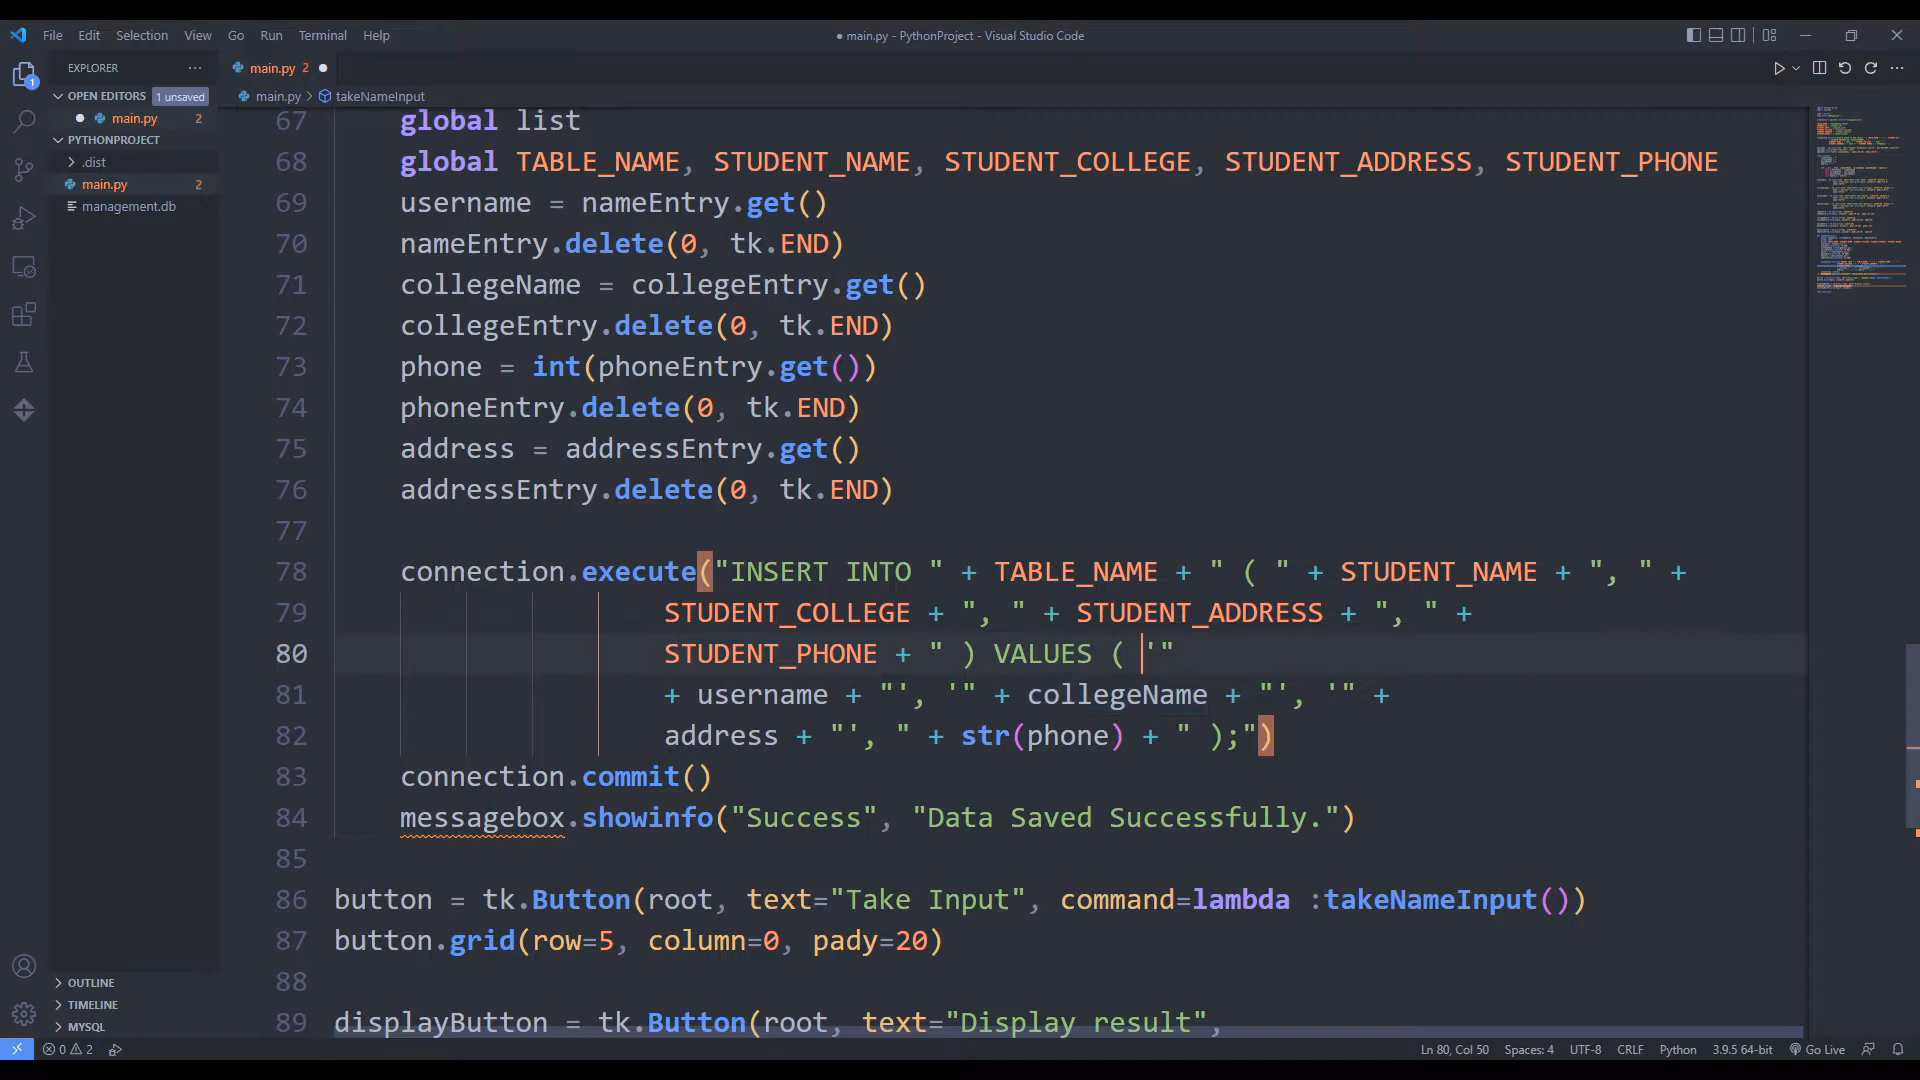 File Edit Selection View Go Run Terminal Help
● main.py - PythonProject - Visual Studio Code
EXPLORER ···
OPEN EDITORS 1 unsaved
● main.py 2
PYTHONPROJECT
> .dist
main.py 2
management.db
OUTLINE
TIMELINE
MYSQL
1
main.py 2 ●
main.py > takeNameInput
67 global list
68 global TABLE_NAME, STUDENT_NAME, STUDENT_COLLEGE, STUDENT_ADDRESS, STUDENT_PHONE
69 username = nameEntry.get()
70 nameEntry.delete(0, tk.END)
71 collegeName = collegeEntry.get()
72 collegeEntry.delete(0, tk.END)
73 phone = int(phoneEntry.get())
74 phoneEntry.delete(0, tk.END)
75 address = addressEntry.get()
76 addressEntry.delete(0, tk.END)
77
78 connection.execute("INSERT INTO " + TABLE_NAME + " ( " + STUDENT_NAME + ", " +
79 STUDENT_COLLEGE + ", " + STUDENT_ADDRESS + ", " +
80 STUDENT_PHONE + " ) VALUES ( '"
81 + username + "', '" + collegeName + "', '" +
82 address + "', " + str(phone) + " );")
83 connection.commit()
84 messagebox.showinfo("Success", "Data Saved Successfully.")
85
86 button = tk.Button(root, text="Take Input", command=lambda :takeNameInput())
87 button.grid(row=5, column=0, pady=20)
88
89 displayButton = tk.Button(root, text="Display result",
0 2
Ln 80, Col 50 Spaces: 4 UTF-8 CRLF Python 3.9.5 64-bit Go Live